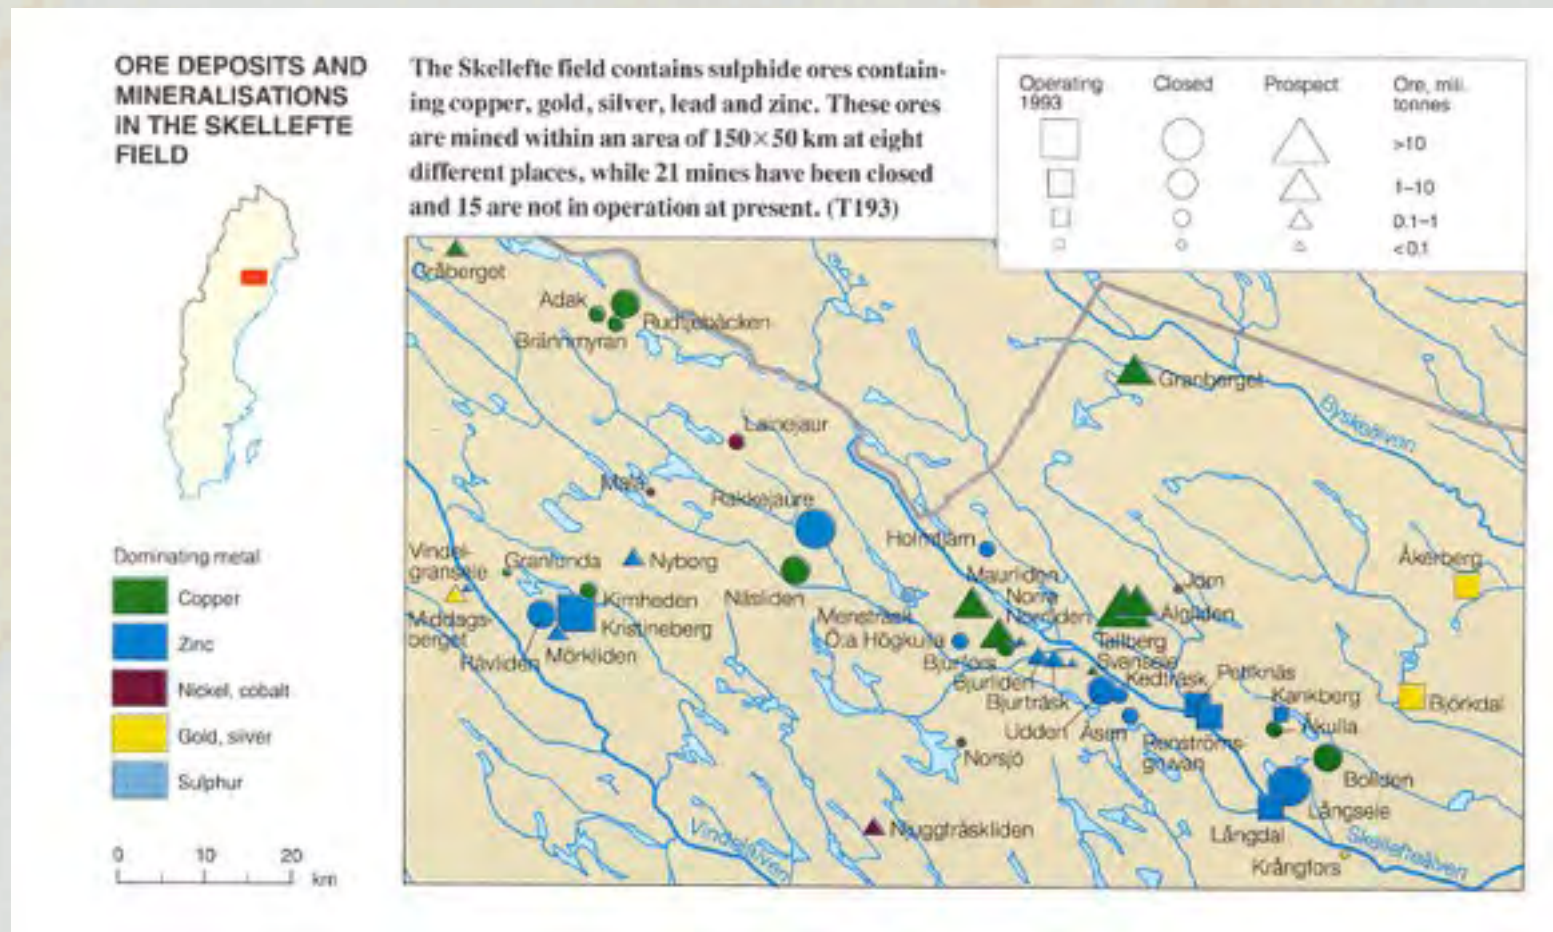 ORE DEPOSITS AND
MINERALISATIONS
IN THE SKELLEFTE
FIELD
The Skellefte field contains sulphide ores contain-
ing copper, gold, silver, lead and zinc. These ores
are mined within an area of 150×50 km at eight
different places, while 21 mines have been closed
and 15 are not in operation at present. (T193)
Operating
1993
Closed
Prospect
Ore, mill.
tonnes
>10
1–10
0.1–1
<0.1
Dominating metal
Copper
Zinc
Nickel, cobalt
Gold, silver
Sulphur
0 10 20
km
Gråberget
Adak
Rudtjebäcken
Brännmyran
Granberget
Byskeälven
Lainejaur
Malå
Rakkejaure
Holmtjärn
Vindel-
gransele
Granlunda
Nyborg
Åkerberg
Maurliden
Norra
Norrliden
Jörn
Kimheden
Näsliden
Menstrask
Älgliden
Middags-
berget
Kristineberg
Ö:a Högkulla
Tallberg
Rävliden
Mörkliden
Bjurfors
Svansele
Bjurliden
Kedträsk
Petiknäs
Bjurträsk
Kankberg
Björkdal
Udden
Åsen
Renströms-
gruvan
Åkulla
Norsjö
Boliden
Långsele
Njuggträskliden
Långdal
Vindelälven
Skellefteälven
Krångfors